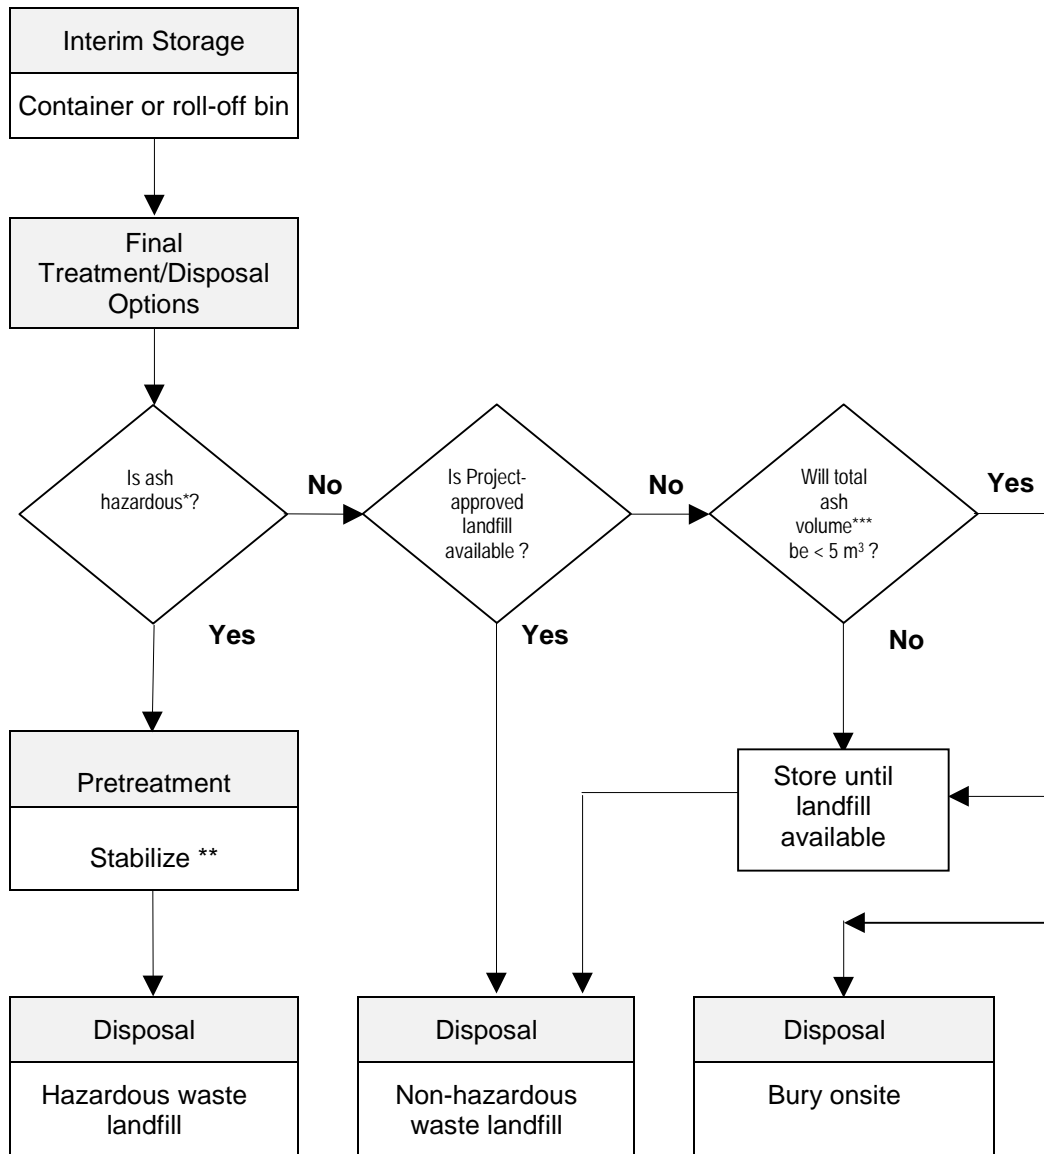 Interim Storage
Container or roll-off bin
Final
Treatment/Disposal
Options
Is ash
hazardous*?
No
Is Project-
approved
landfill
available ?
No
Will total
ash
volume***
be < 5 m³ ?
Yes
Yes
Yes
No
Pretreatment
Stabilize **
Store until
landfill
available
Disposal
Hazardous waste
landfill
Disposal
Non-hazardous
waste landfill
Disposal
Bury onsite